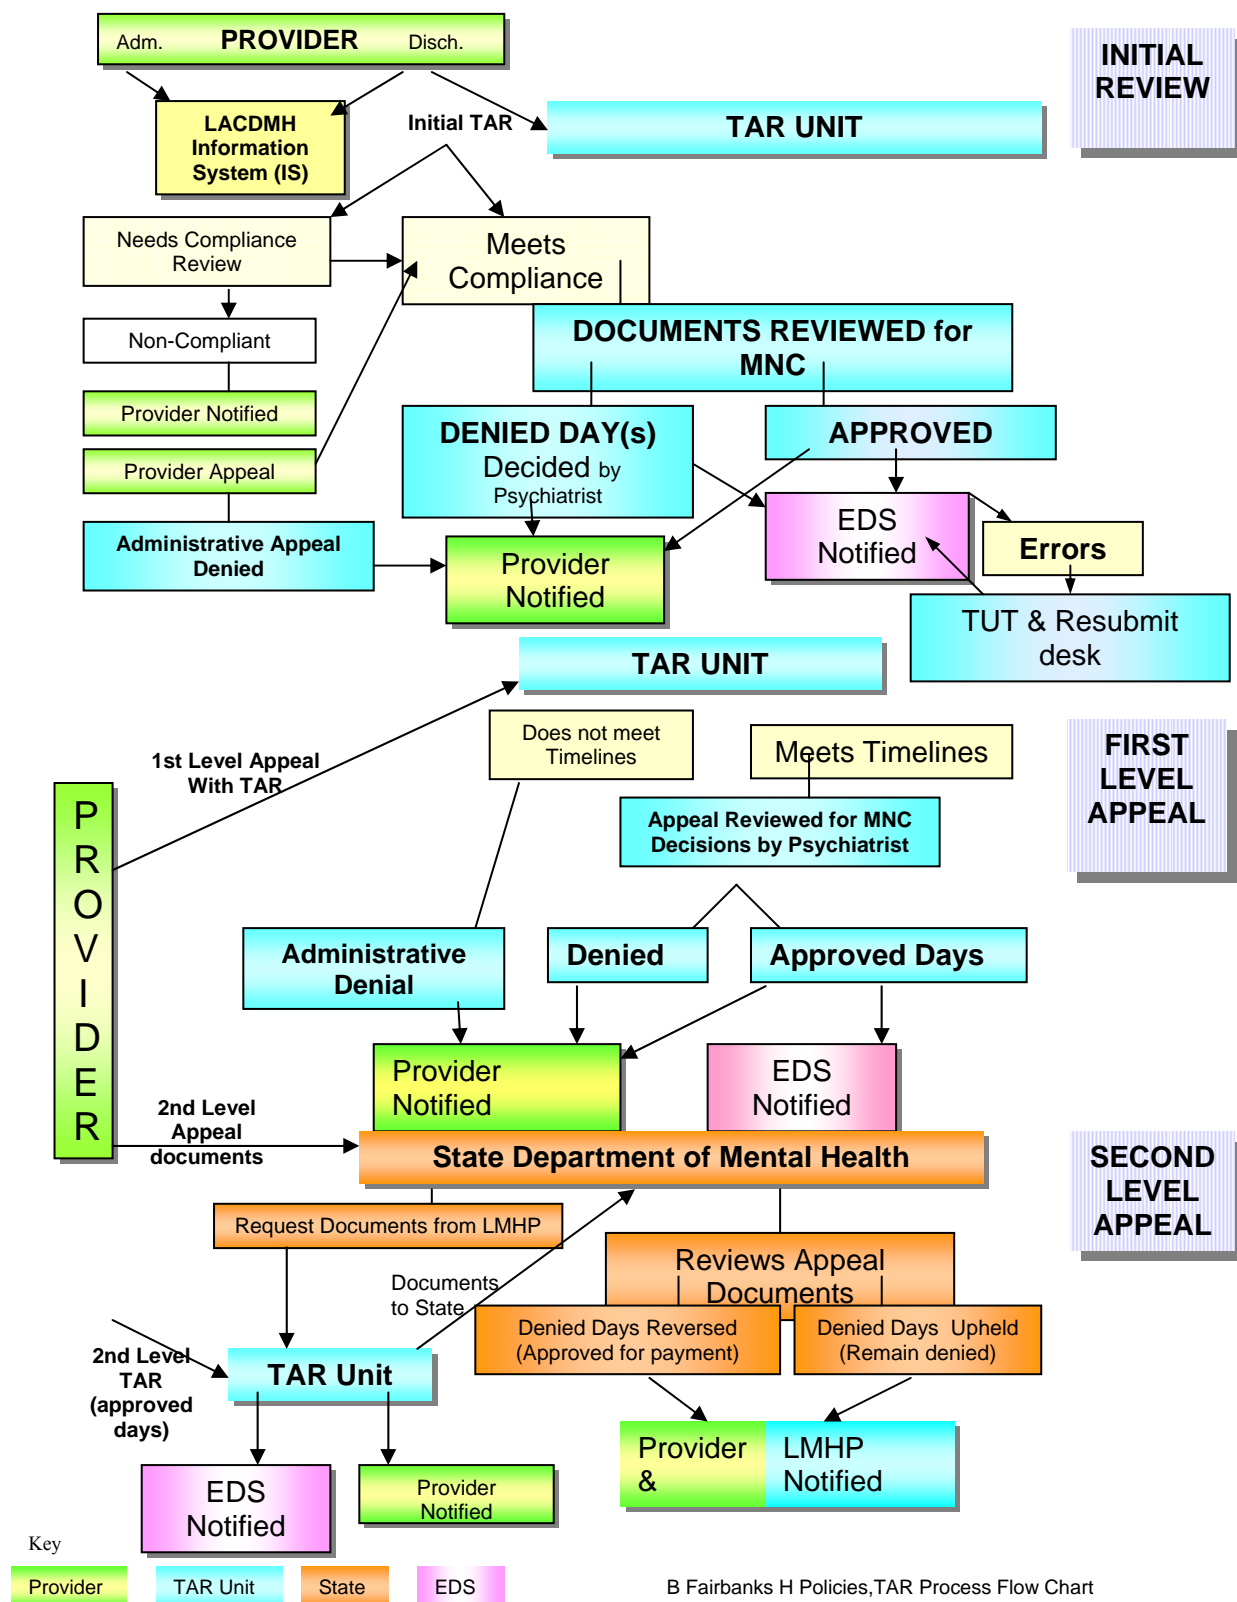 Adm. PROVIDER Disch.
INITIAL
REVIEW
LACDMH
Information
System (IS)
Initial TAR
TAR UNIT
Needs Compliance
Review
Meets
Compliance
Non-Compliant
DOCUMENTS REVIEWED for
MNC
Provider Notified
DENIED DAY(s)
Decided by
Psychiatrist
APPROVED
Provider Appeal
EDS
Notified
Errors
Administrative Appeal
Denied
Provider
Notified
TUT & Resubmit
desk
TAR UNIT
Does not meet
Timelines
Meets Timelines
FIRST
LEVEL
APPEAL
1st Level Appeal
With TAR
P
R
O
V
I
D
E
R
Appeal Reviewed for MNC
Decisions by Psychiatrist
Administrative
Denial
Denied
Approved Days
Provider
Notified
EDS
Notified
2nd Level
Appeal
documents
State Department of Mental Health
SECOND
LEVEL
APPEAL
Request Documents from LMHP
Reviews Appeal
Documents
Documents
to State
Denied Days Reversed
(Approved for payment)
Denied Days Upheld
(Remain denied)
2nd Level
TAR
(approved
days)
TAR Unit
Provider
&
LMHP
Notified
EDS
Notified
Provider
Notified
Key
Provider
TAR Unit
State
EDS
B Fairbanks H Policies,TAR Process Flow Chart